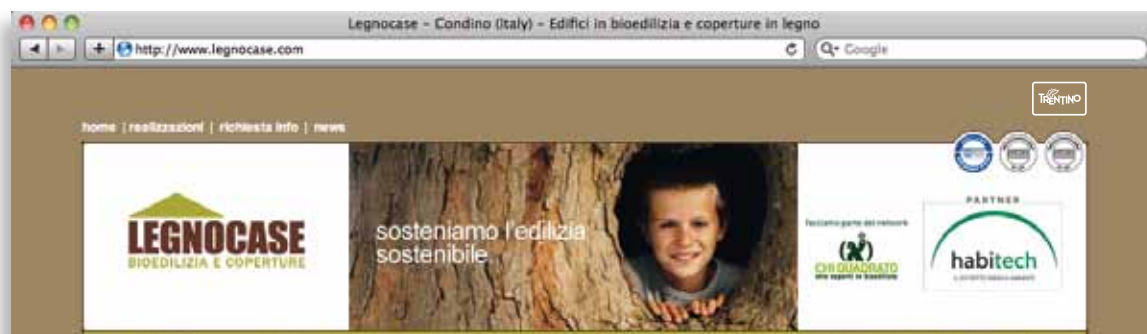 Legnocase – Condino (Italy) – Edifici in bioedilizia e coperture in legno
http://www.legnocase.com
Google
TRENTINO
home | realizzazioni | richiesta info | news
LEGNOCASE
BIOEDILIZIA E COPERTURE
sosteniamo l'edilizia
sostenibile
facciamo parte del network
CHI QUADRATO
PARTNER
habitech